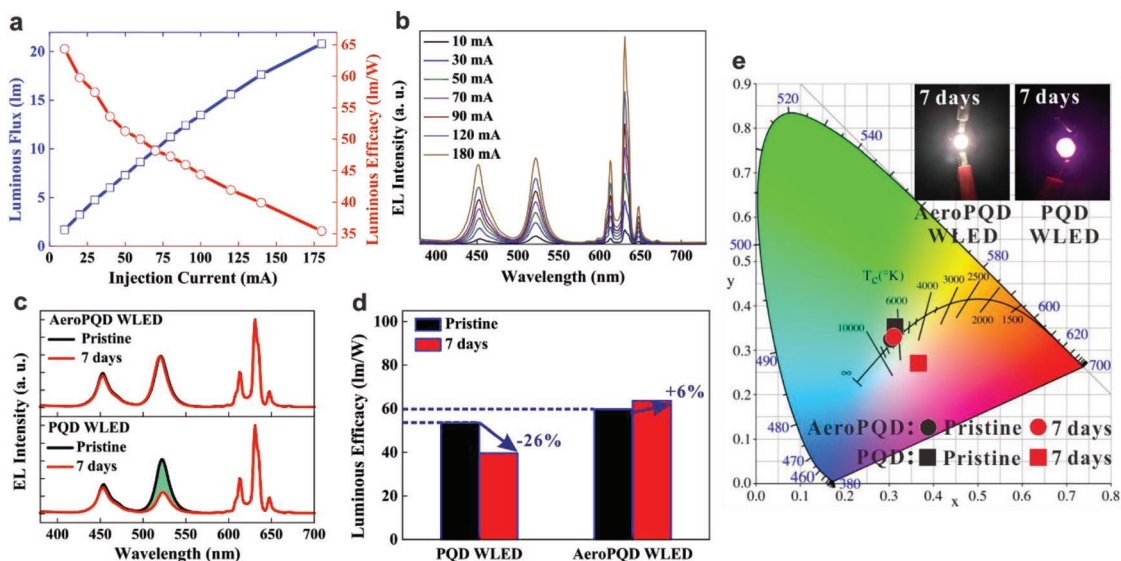 a
Luminous Flux (lm)
20
15
10
5
0
0 25 50 75 100 125 150 175
Injection Current (mA)
65
60
55
50
45
40
35
Luminous Efficacy (lm/W)
b
EL Intensity (a. u.)
10 mA
30 mA
50 mA
70 mA
90 mA
120 mA
180 mA
400 450 500 550 600 650 700
Wavelength (nm)
c
EL Intensity (a. u.)
AeroPQD WLED
Pristine
7 days
PQD WLED
Pristine
7 days
400 450 500 550 600 650 700
Wavelength (nm)
d
Luminous Efficacy (lm/W)
100
80
60
40
20
0
Pristine
7 days
-26%
+6%
PQD WLED AeroPQD WLED
e
0.9
0.8
0.7
0.6
0.5
0.4
0.3
0.2
0.1
0.0
y
520
540
7 days 7 days
AeroPQD PQD
WLED WLED
500
580
Tc(°K)
3000 2500
4000
6000
600
10000
2000 1500
620
490
∞
700
AeroPQD: Pristine 7 days
480
PQD: Pristine 7 days
470
460
380
0.0 0.1 0.2 0.3 0.4 0.5 0.6 0.7 0.8
x